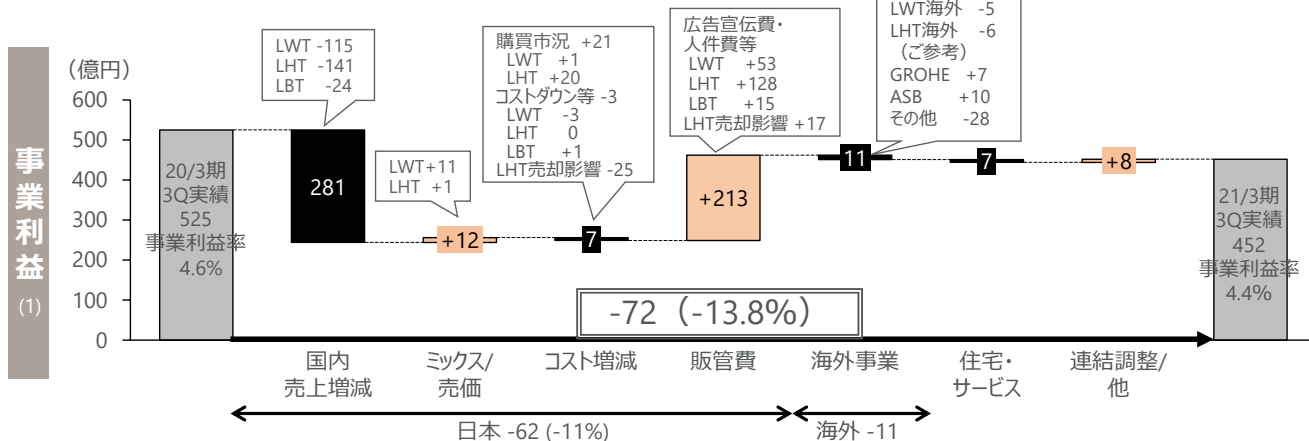 事業利益
(1)
（億円）
600
500
400
300
200
100
0
20/3期
3Q実績
525
事業利益率
4.6%
LWT -115
LHT -141
LBT -24
281
LWT+11
LHT +1
+12
購買市況 +21
LWT +1
LHT +20
コストダウン等 -3
LWT -3
LHT 0
LBT +1
LHT売却影響 -25
7
広告宣伝費・
人件費等
LWT +53
LHT +128
LBT +15
LHT売却影響 +17
+213
LWT海外 -5
LHT海外 -6
（ご参考）
GROHE +7
ASB +10
その他 -28
11
7
+8
21/3期
3Q実績
452
事業利益率
4.4%
-72（-13.8%）
国内
売上増減
ミックス/
売価
コスト増減
販管費
海外事業
住宅・
サービス
連結調整/
他
日本 -62 (-11%)
海外 -11